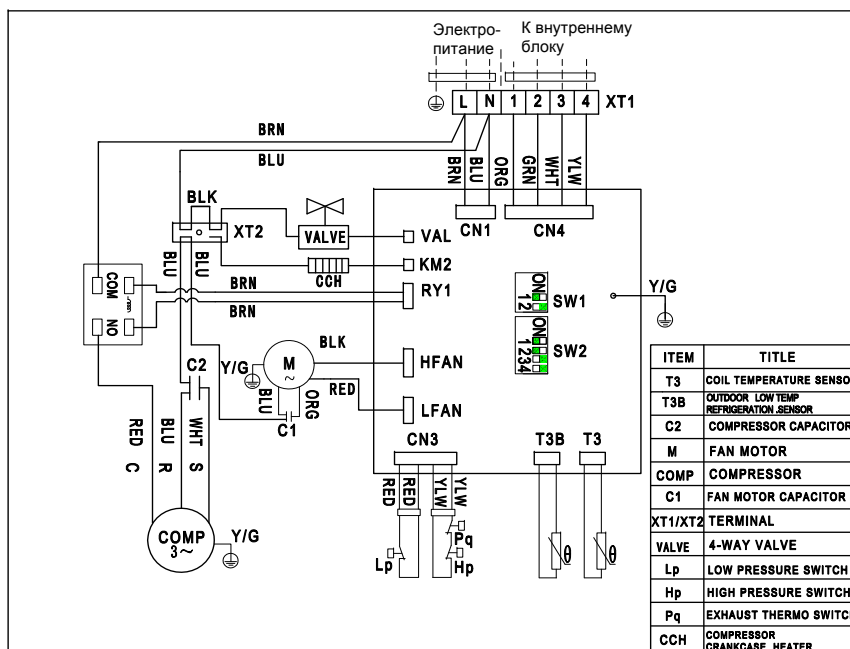 Электро-
питание
К внутреннему
блоку
L N 1 2 3 4 XT1
BRN
BLU
BRN BLU ORG GRN WHT YLW
CN1 CN4
BLK
XT2
VALVE VAL
CCH KM2
BLU BLU
BRN RY1
BRN
COM
NO
ON
12
SW1
ON
1234
SW2
Y/G
C2
Y/G
M
~
BLK HFAN
RED LFAN
BLU ORG
C1
CN3 T3B T3
RED RED YLW YLW
RED C
BLU R
WHT S
COMP
3~
Y/G
Lp
Pq
Hp
θ θ
ITEM TITLE
T3 COIL TEMPERATURE SENSO
T3B OUTDOOR LOW TEMP
REFRIGERATION .SENSOR
C2 COMPRESSOR CAPACITOR
M FAN MOTOR
COMP COMPRESSOR
C1 FAN MOTOR CAPACITOR
XT1/XT2 TERMINAL
VALVE 4-WAY VALVE
Lp LOW PRESSURE SWITCH
Hp HIGH PRESSURE SWITCH
Pq EXHAUST THERMO SWITC
CCH COMPRESSOR
CRANKCASE HEATER